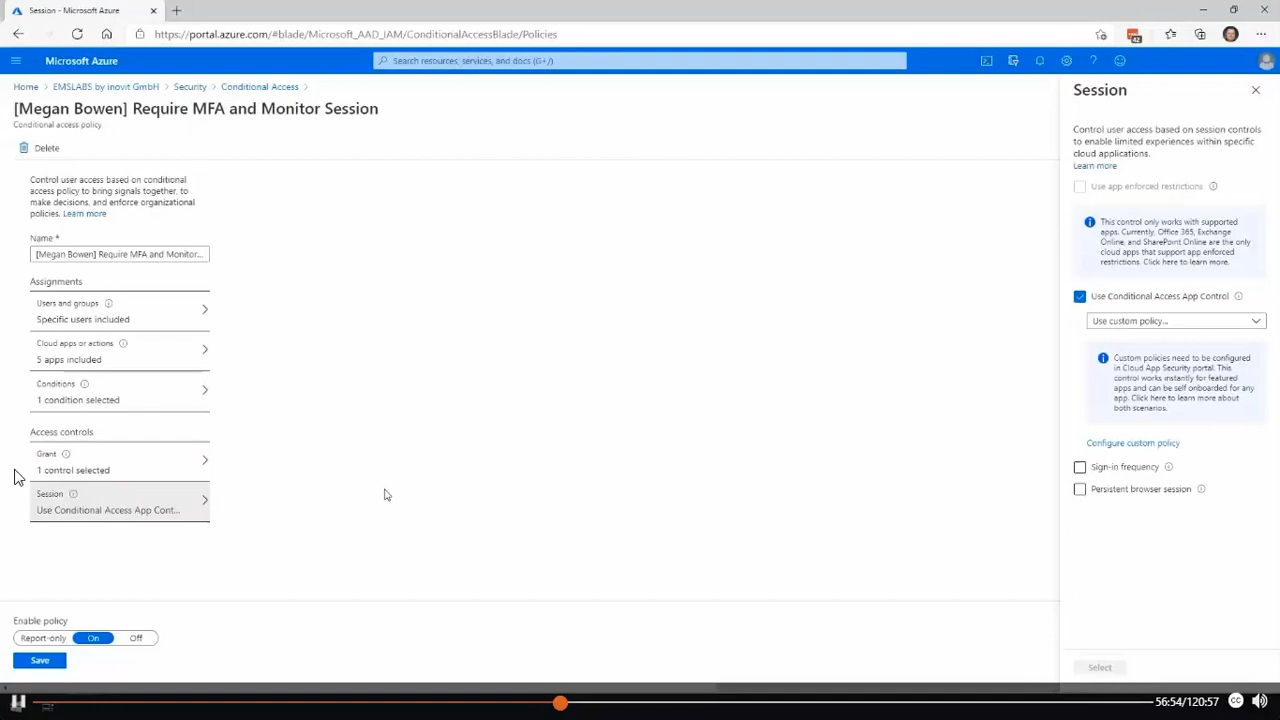 Session - Microsoft Azure
https://portal.azure.com/#blade/Microsoft_AAD_IAM/ConditionalAccessBlade/Policies
42
Microsoft Azure
Search resources, services, and docs (G+/)
Home > EMSLABS by inovit GmbH > Security > Conditional Access >
[Megan Bowen] Require MFA and Monitor Session
Conditional access policy
Delete
Control user access based on conditional
access policy to bring signals together, to
make decisions, and enforce organizational
policies. Learn more
Name *
[Megan Bowen] Require MFA and Monitor...
Assignments
Users and groups
Specific users included
Cloud apps or actions
5 apps included
Conditions
1 condition selected
Access controls
Grant
1 control selected
Session
Use Conditional Access App Cont...
Enable policy
Report-only On Off
Save
Session
Control user access based on session controls
to enable limited experiences within specific
cloud applications.
Learn more
Use app enforced restrictions
This control only works with supported
apps. Currently, Office 365, Exchange
Online, and SharePoint Online are the only
cloud apps that support app enforced
restrictions. Click here to learn more.
Use Conditional Access App Control
Use custom policy...
Custom policies need to be configured
in Cloud App Security portal. This
control works instantly for featured
apps and can be self onboarded for any
app. Click here to learn more about
both scenarios.
Configure custom policy
Sign-in frequency
Persistent browser session
Select
56:54/120:57
CC